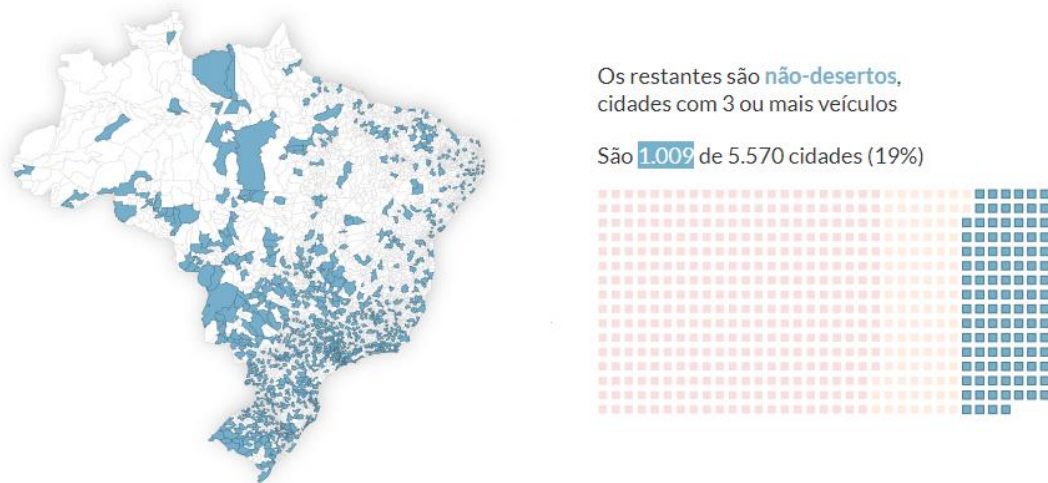 Os restantes são não-desertos,
cidades com 3 ou mais veículos
São 1.009 de 5.570 cidades (19%)